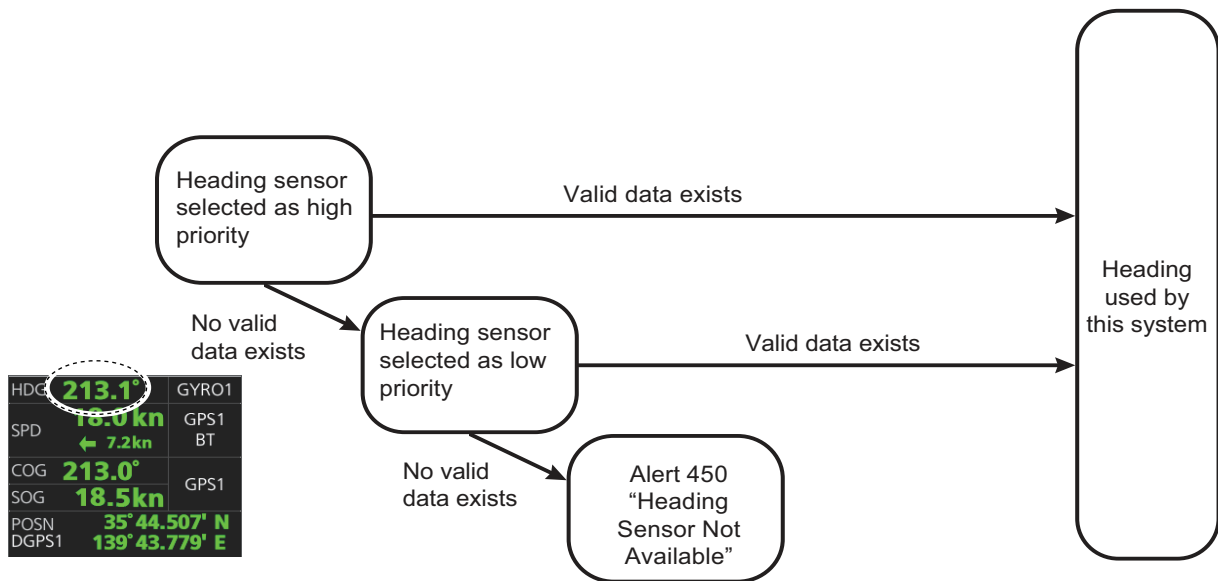 Heading sensor
selected as high
priority
Valid data exists
No valid
data exists
Heading sensor
selected as low
priority
Valid data exists
No valid
data exists
Alert 450
“Heading
Sensor Not
Available”
Heading
used by
this system
HDG 213.1° GYRO1
SPD 18.0 kn GPS1
← 7.2kn BT
COG 213.0° GPS1
SOG 18.5kn
POSN 35° 44.507' N
DGPS1 139° 43.779' E